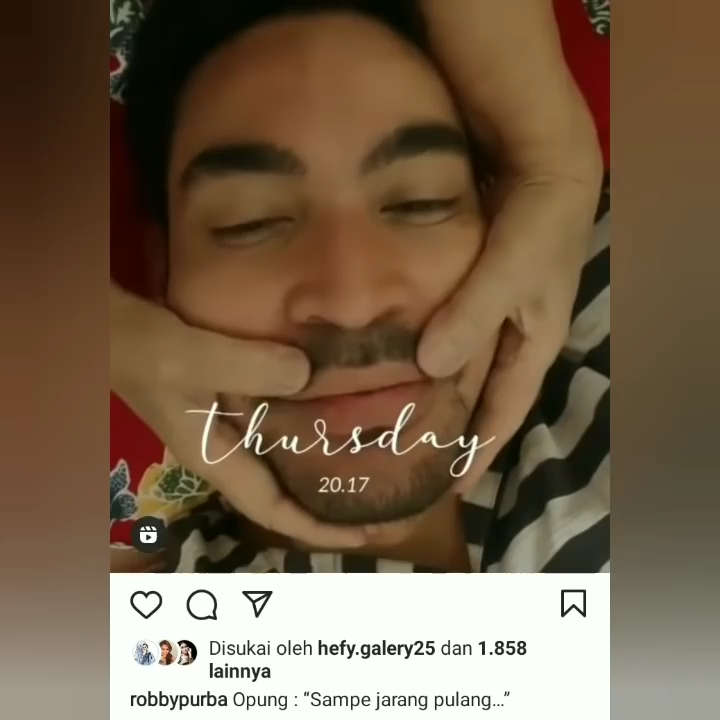 Thursday
20.17
Disukai oleh hefy.galery25 dan 1.858
lainnya
robbypurba Opung : “Sampe jarang pulang...”